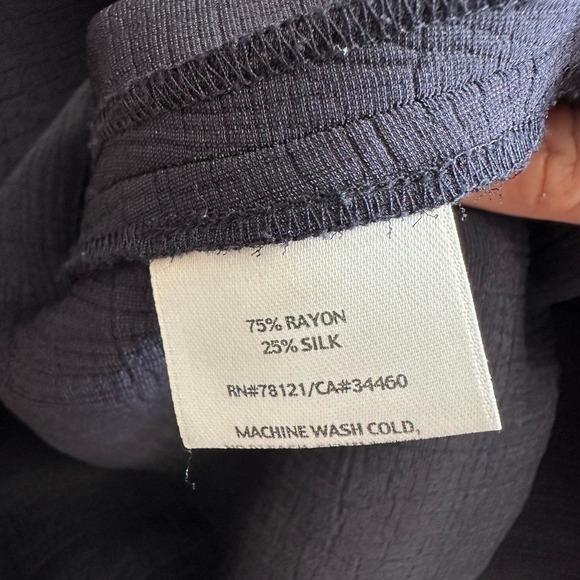 75% RAYON
25% SILK
RN#78121/CA#34460
MACHINE WASH COLD,